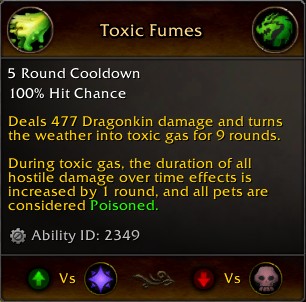 Toxic Fumes
5 Round Cooldown
100% Hit Chance
Deals 477 Dragonkin damage and turns
the weather into toxic gas for 9 rounds.
During toxic gas, the duration of all
hostile damage over time effects is
increased by 1 round, and all pets are
considered Poisoned.
Ability ID: 2349
Vs Vs